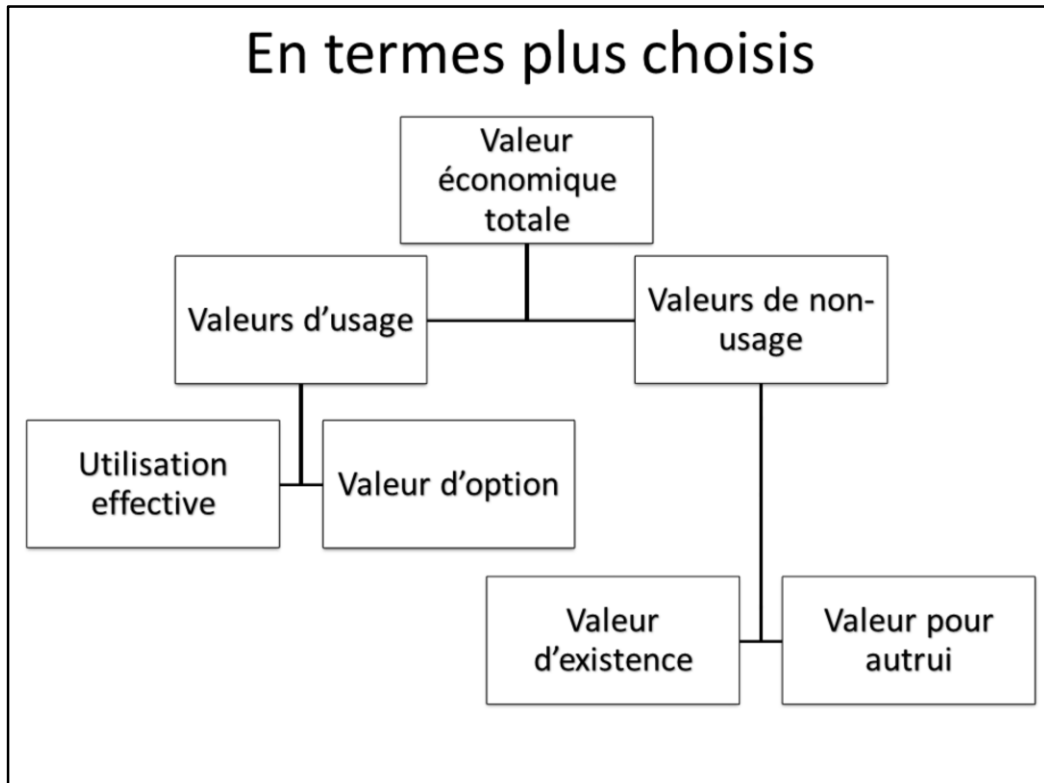 En termes plus choisis
Valeur
économique
totale
Valeurs d’usage
Valeurs de non-
usage
Utilisation
effective
Valeur d’option
Valeur
d’existence
Valeur pour
autrui